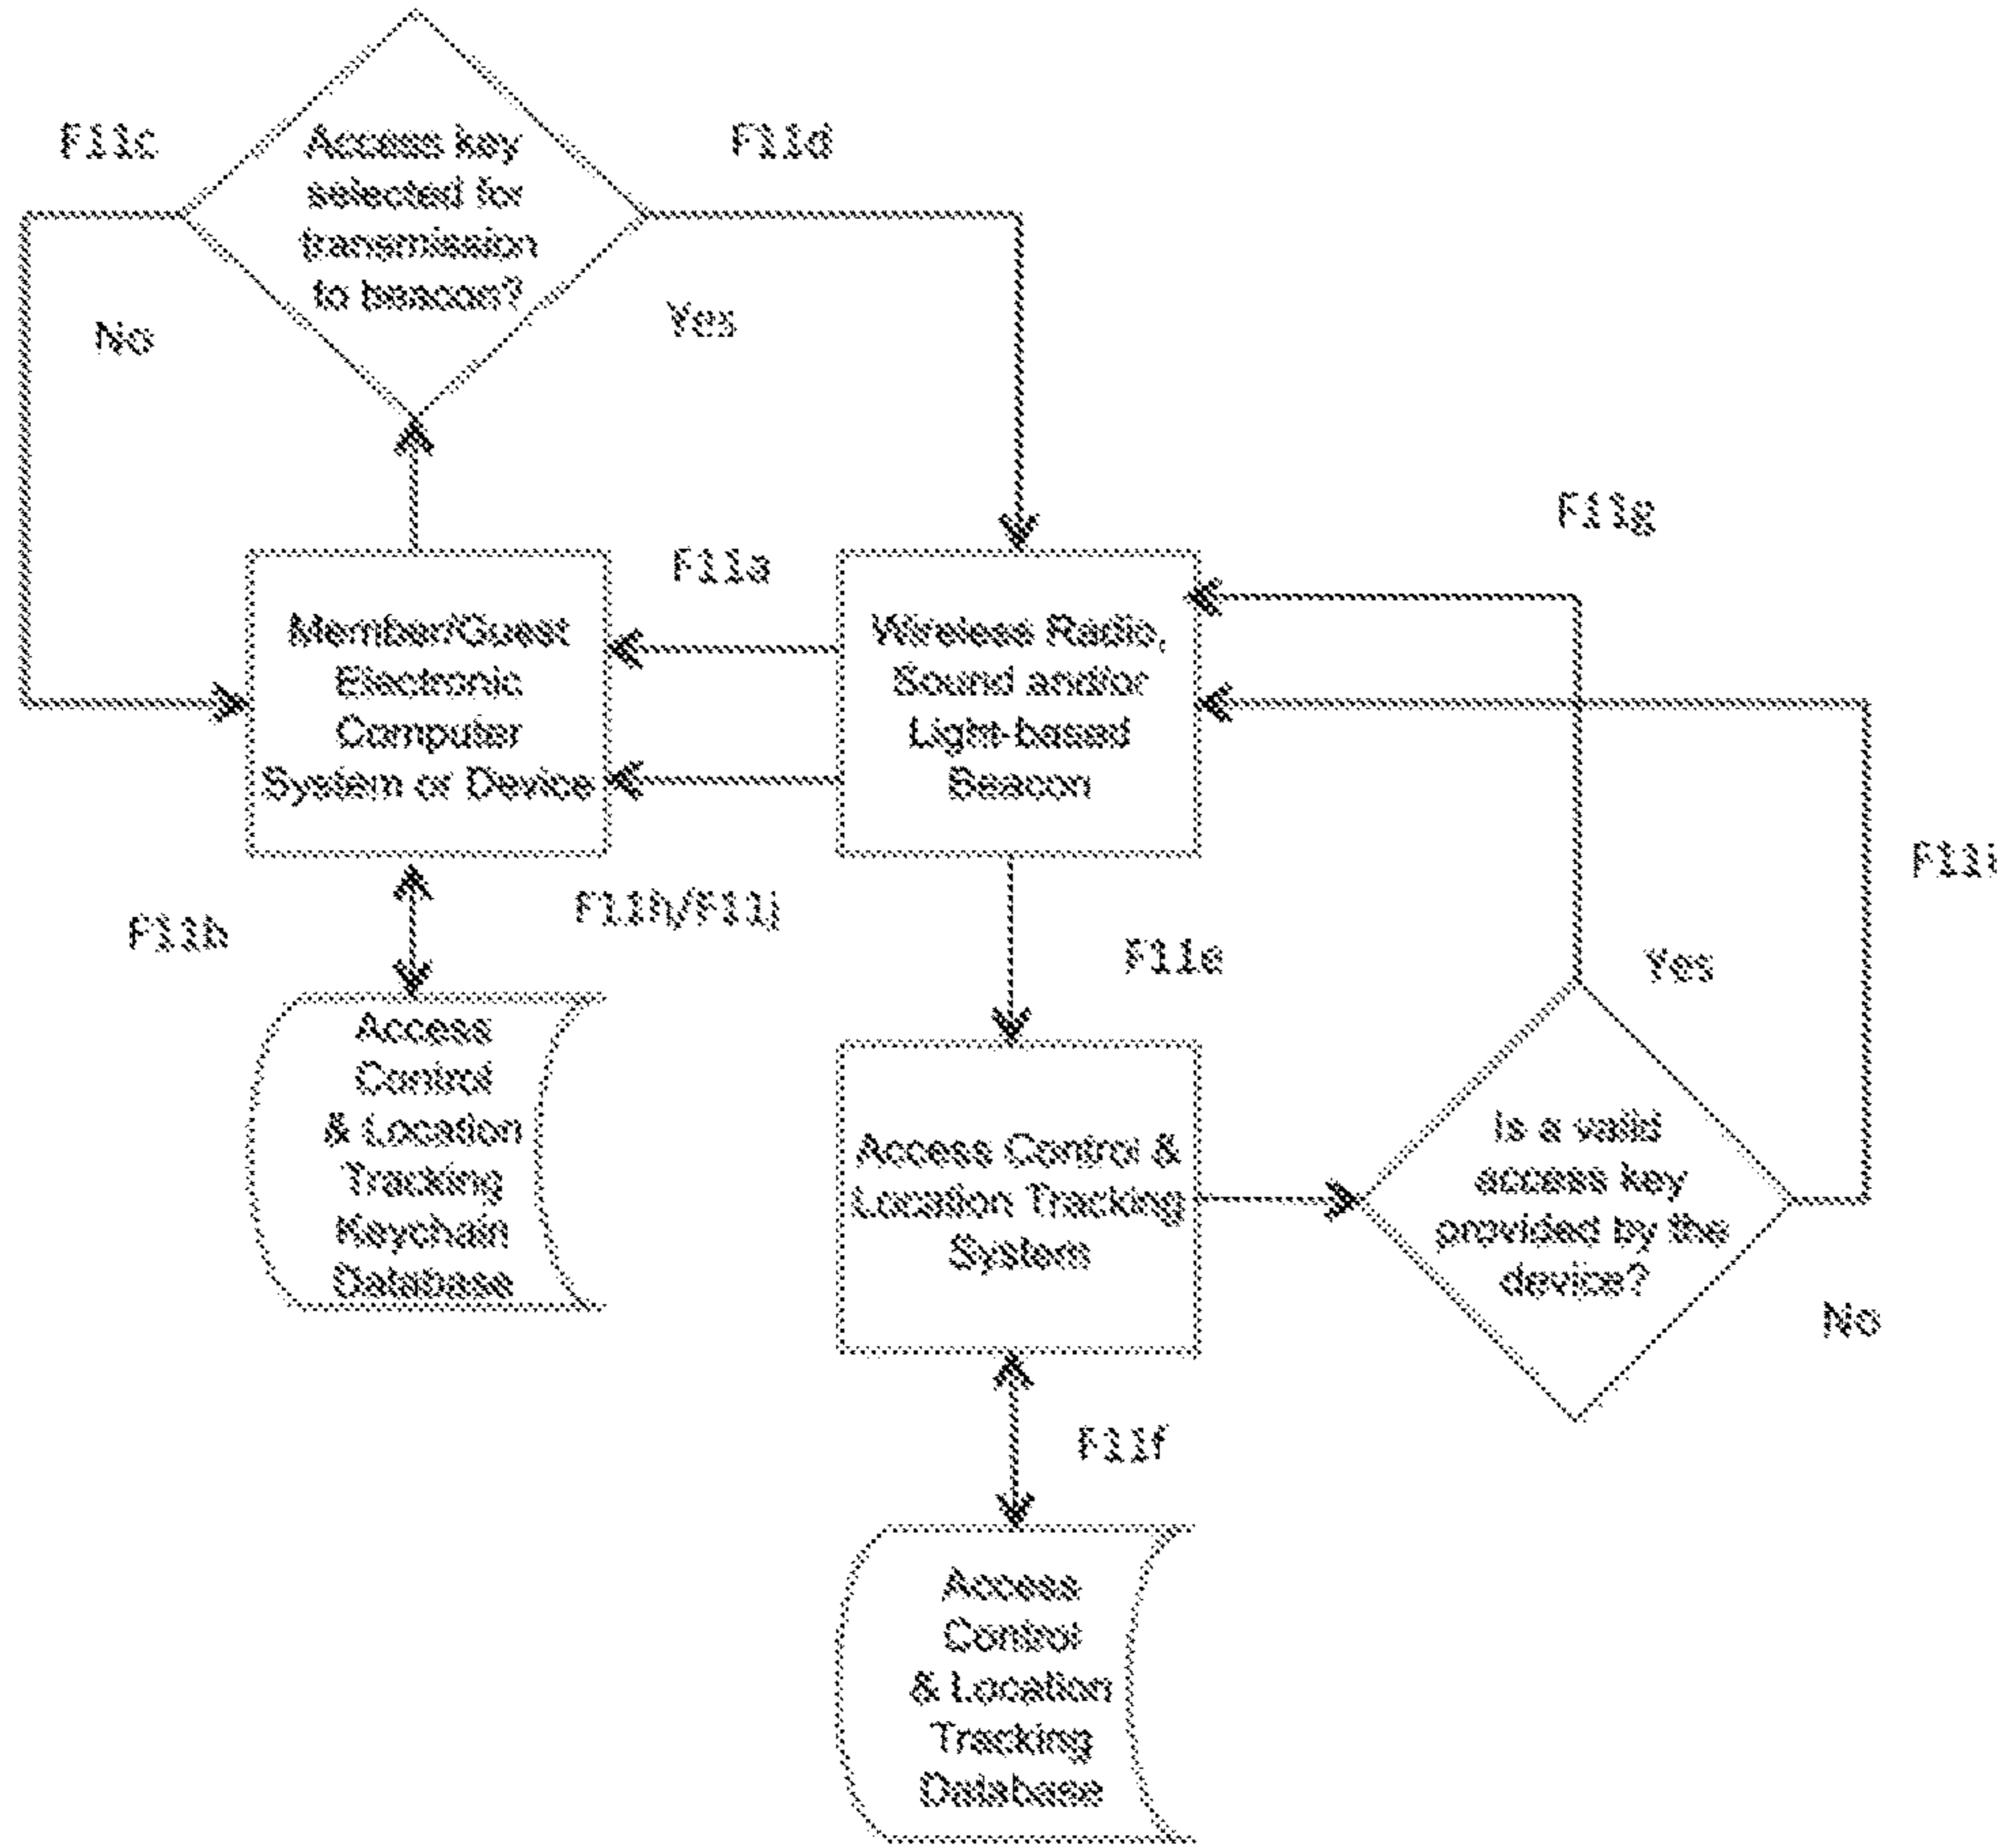 F11c
Access key
selected for
transmission
to beacon?
F11d
No
Yes
F11g
F11a
Member/Guest
Electronic
Computer
System or Device
Wireless Radio,
Sound and/or
Light-based
Beacon
F11i
F11b
F11h/F11j
F11e
Yes
Access
Control
& Location
Tracking
Keychain
Database
Access Control &
Location Tracking
System
Is a valid
access key
provided by the
device?
No
F11f
Access
Control
& Location
Tracking
Database